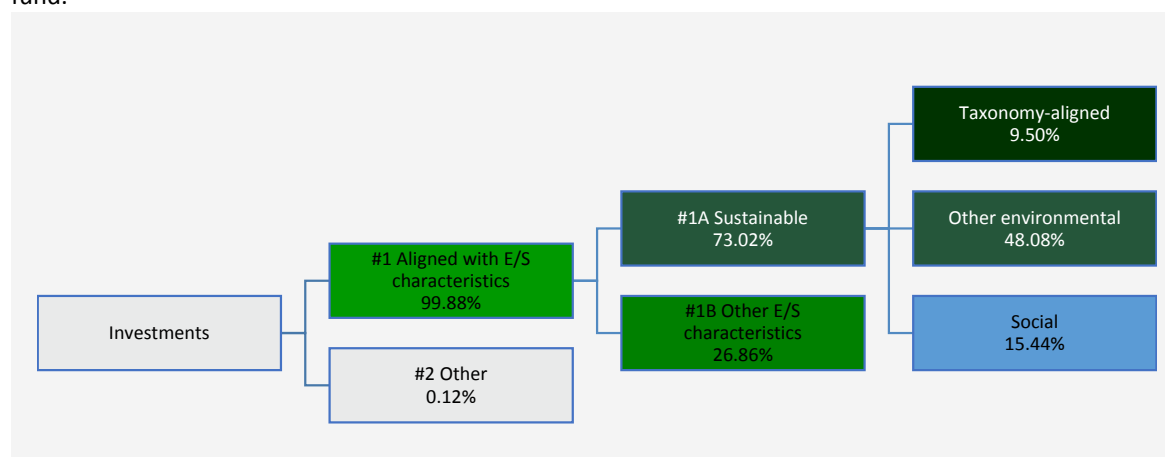 fund.
Taxonomy-aligned
9.50%
#1A Sustainable
73.02%
Other environmental
48.08%
#1 Aligned with E/S
characteristics
99.88%
Investments
#1B Other E/S
characteristics
26.86%
Social
15.44%
#2 Other
0.12%